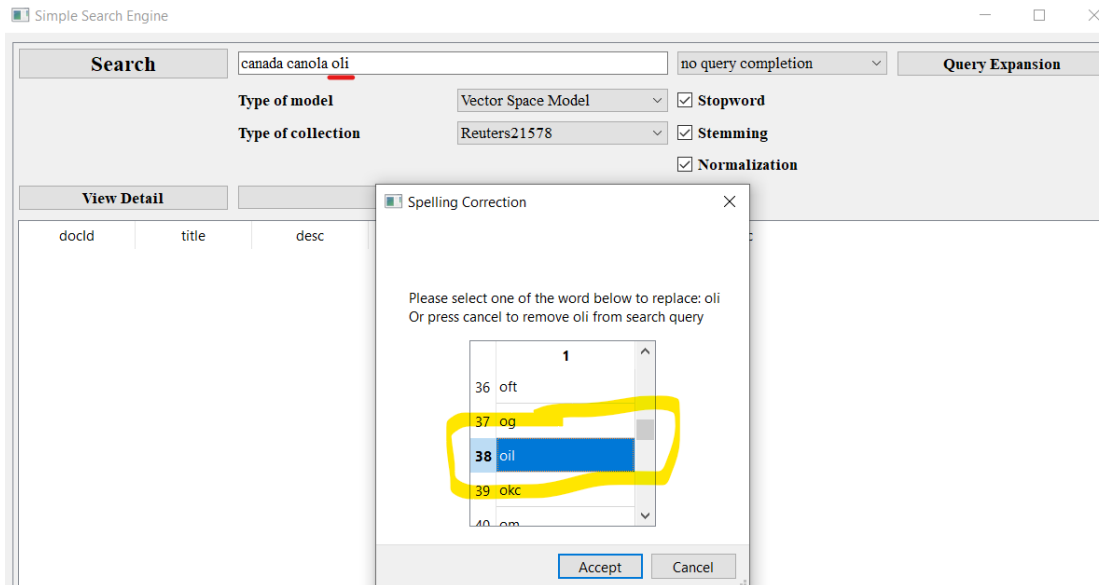 Simple Search Engine
Search
canada canola oli
no query completion
Query Expansion
Type of model
Vector Space Model
Stopword
Type of collection
Reuters21578
Stemming
Normalization
View Detail
docId
title
desc
Spelling Correction
Please select one of the word below to replace: oli
Or press cancel to remove oli from search query
1
36 oft
37 og
38 oil
39 okc
40 om
Accept
Cancel